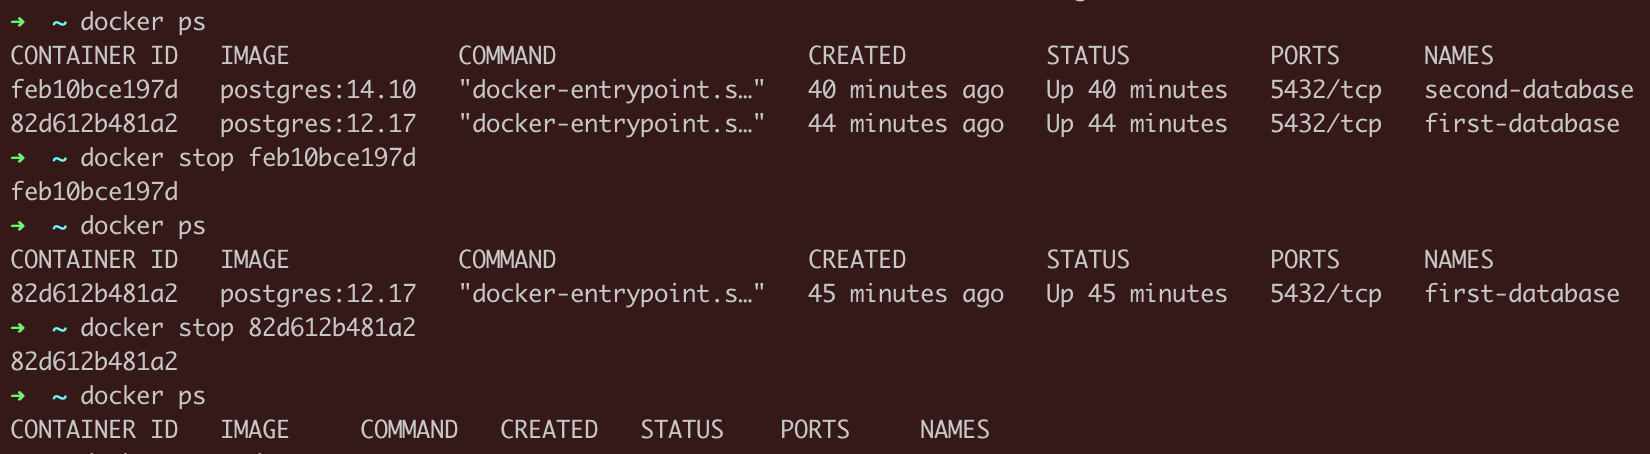 ➜  ~ docker ps
CONTAINER ID   IMAGE            COMMAND                  CREATED          STATUS          PORTS      NAMES
feb10bce197d   postgres:14.10   "docker-entrypoint.s…"   40 minutes ago   Up 40 minutes   5432/tcp   second-database
82d612b481a2   postgres:12.17   "docker-entrypoint.s…"   44 minutes ago   Up 44 minutes   5432/tcp   first-database
➜  ~ docker stop feb10bce197d
feb10bce197d
➜  ~ docker ps
CONTAINER ID   IMAGE            COMMAND                  CREATED          STATUS          PORTS      NAMES
82d612b481a2   postgres:12.17   "docker-entrypoint.s…"   45 minutes ago   Up 45 minutes   5432/tcp   first-database
➜  ~ docker stop 82d612b481a2
82d612b481a2
➜  ~ docker ps
CONTAINER ID   IMAGE     COMMAND   CREATED   STATUS    PORTS     NAMES